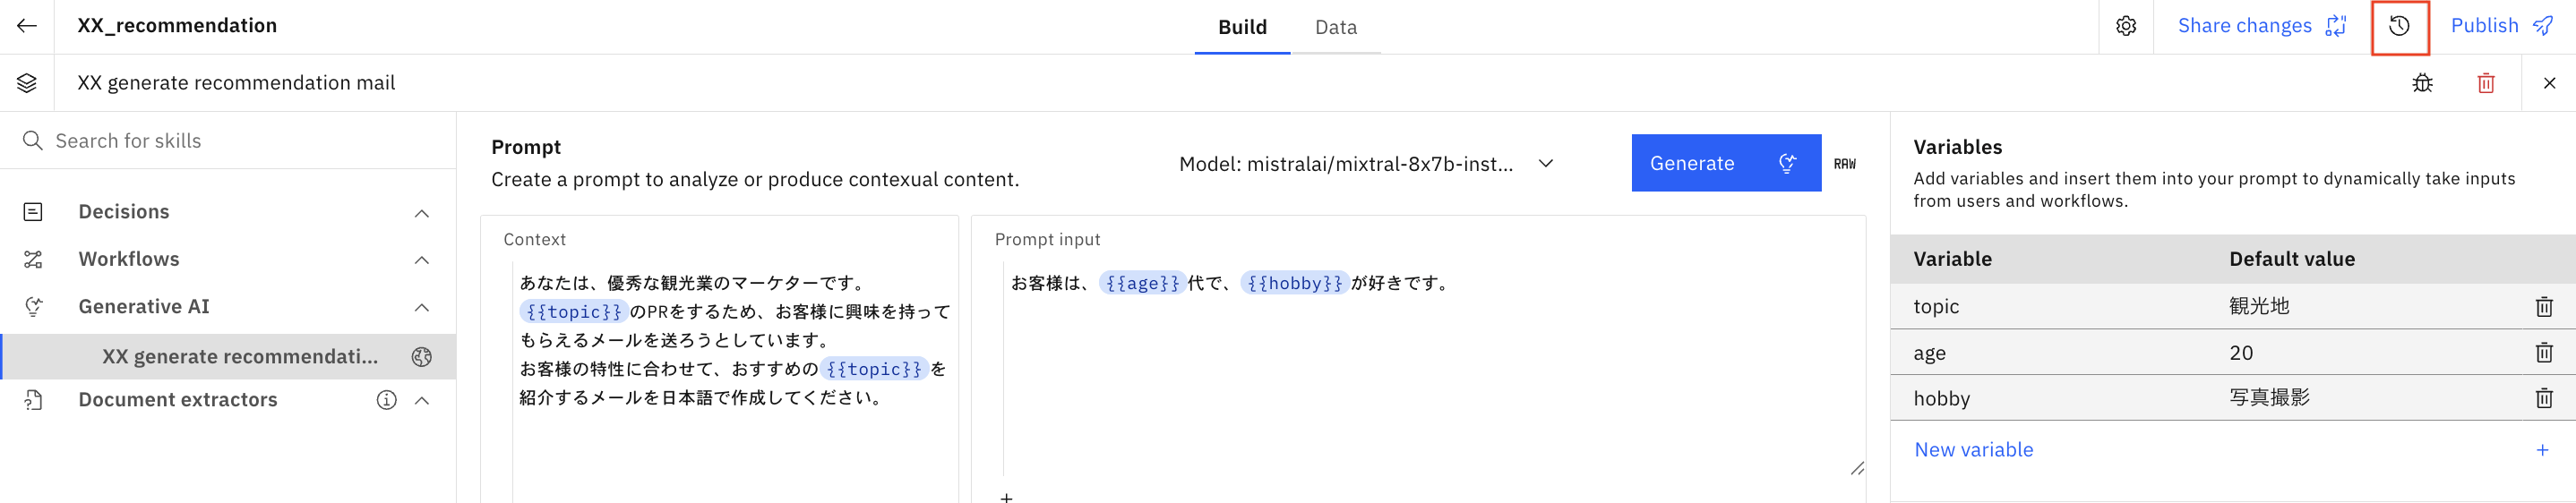 XX_recommendation
Build
Data
Share changes
Publish
XX generate recommendation mail
Search for skills
Decisions
Workflows
Generative AI
XX generate recommendati...
Document extractors
Prompt
Create a prompt to analyze or produce contexual content.
Model: mistralai/mixtral-8x7b-inst...
Generate
RAW
Context
あなたは、優秀な観光業のマーケターです。
{{topic}}のPRをするため、お客様に興味を持って
もらえるメールを送ろうとしています。
お客様の特性に合わせて、おすすめの{{topic}}を
紹介するメールを日本語で作成してください。
Prompt input
お客様は、{{age}}代で、{{hobby}}が好きです。
Variables
Add variables and insert them into your prompt to dynamically take inputs
from users and workflows.
Variable Default value
topic 観光地
age 20
hobby 写真撮影
New variable +